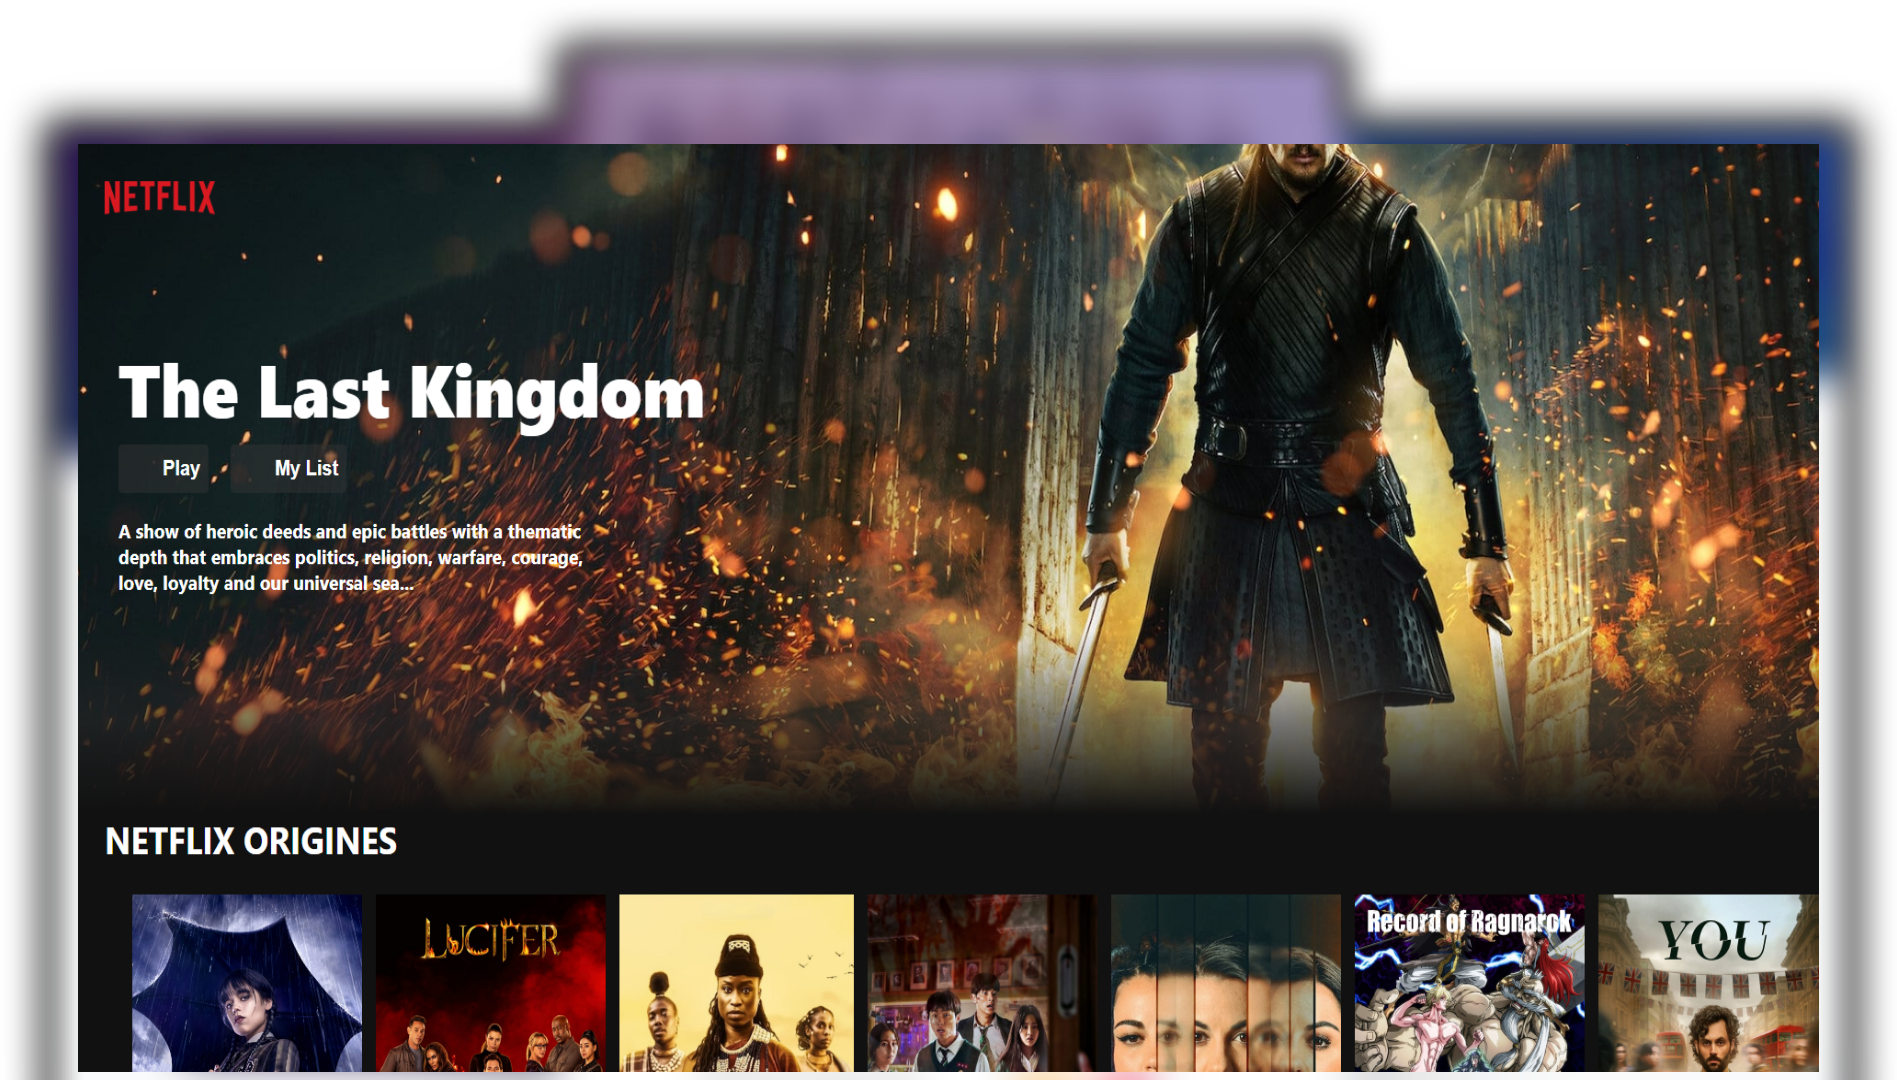 NETFLIX
The Last Kingdom
Play
My List
A show of heroic deeds and epic battles with a thematic
depth that embraces politics, religion, warfare, courage,
love, loyalty and our universal sea...
NETFLIX ORIGINES
LUCIFER
Record of Ragnarok
YOU